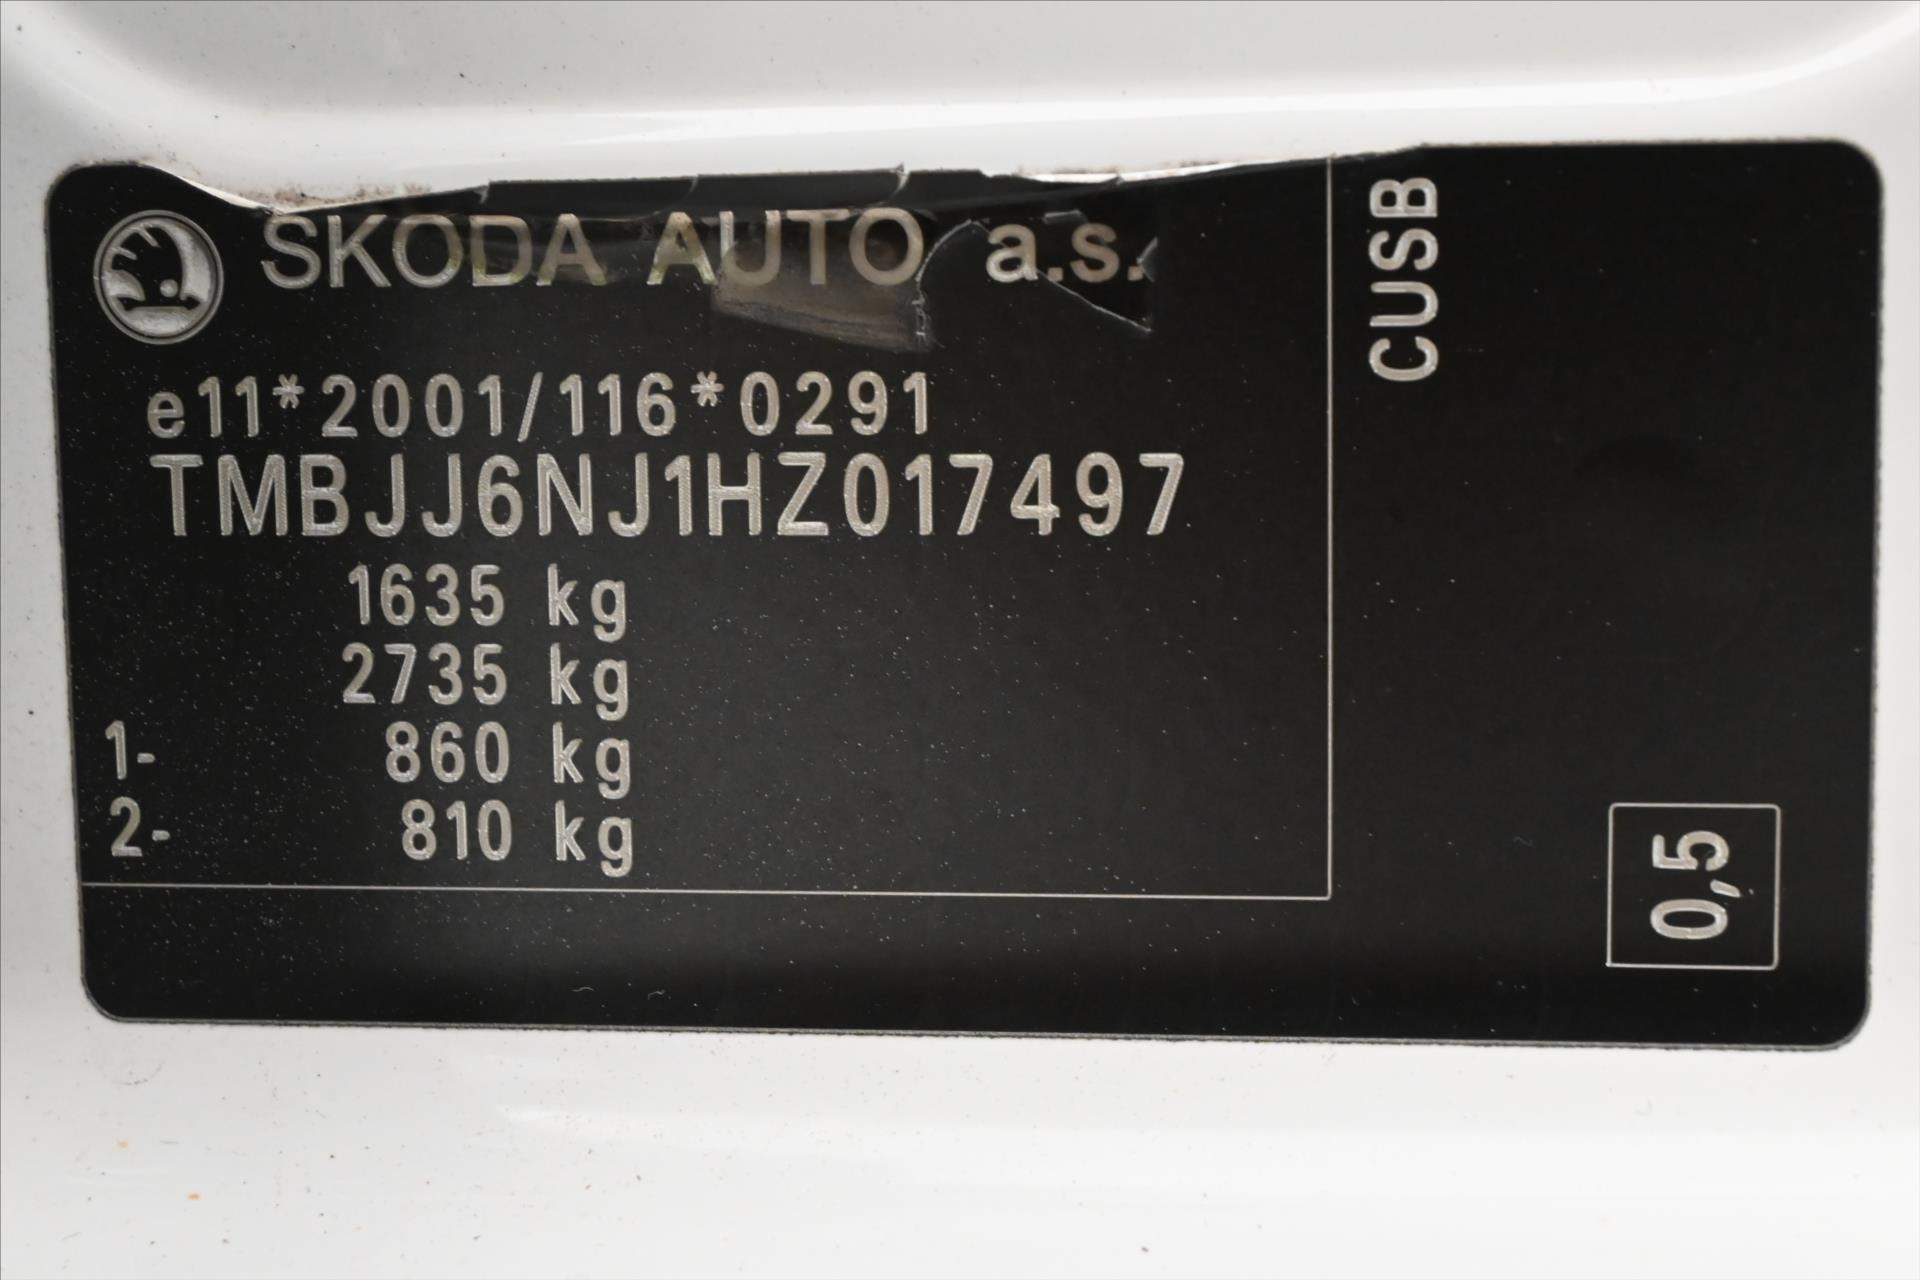 SKODA AUTO a.s.
e11*2001/116*0291
TMBJJ6NJ1HZ017497
1635 kg
2735 kg
1- 860 kg
2- 810 kg
CUSB
0,5